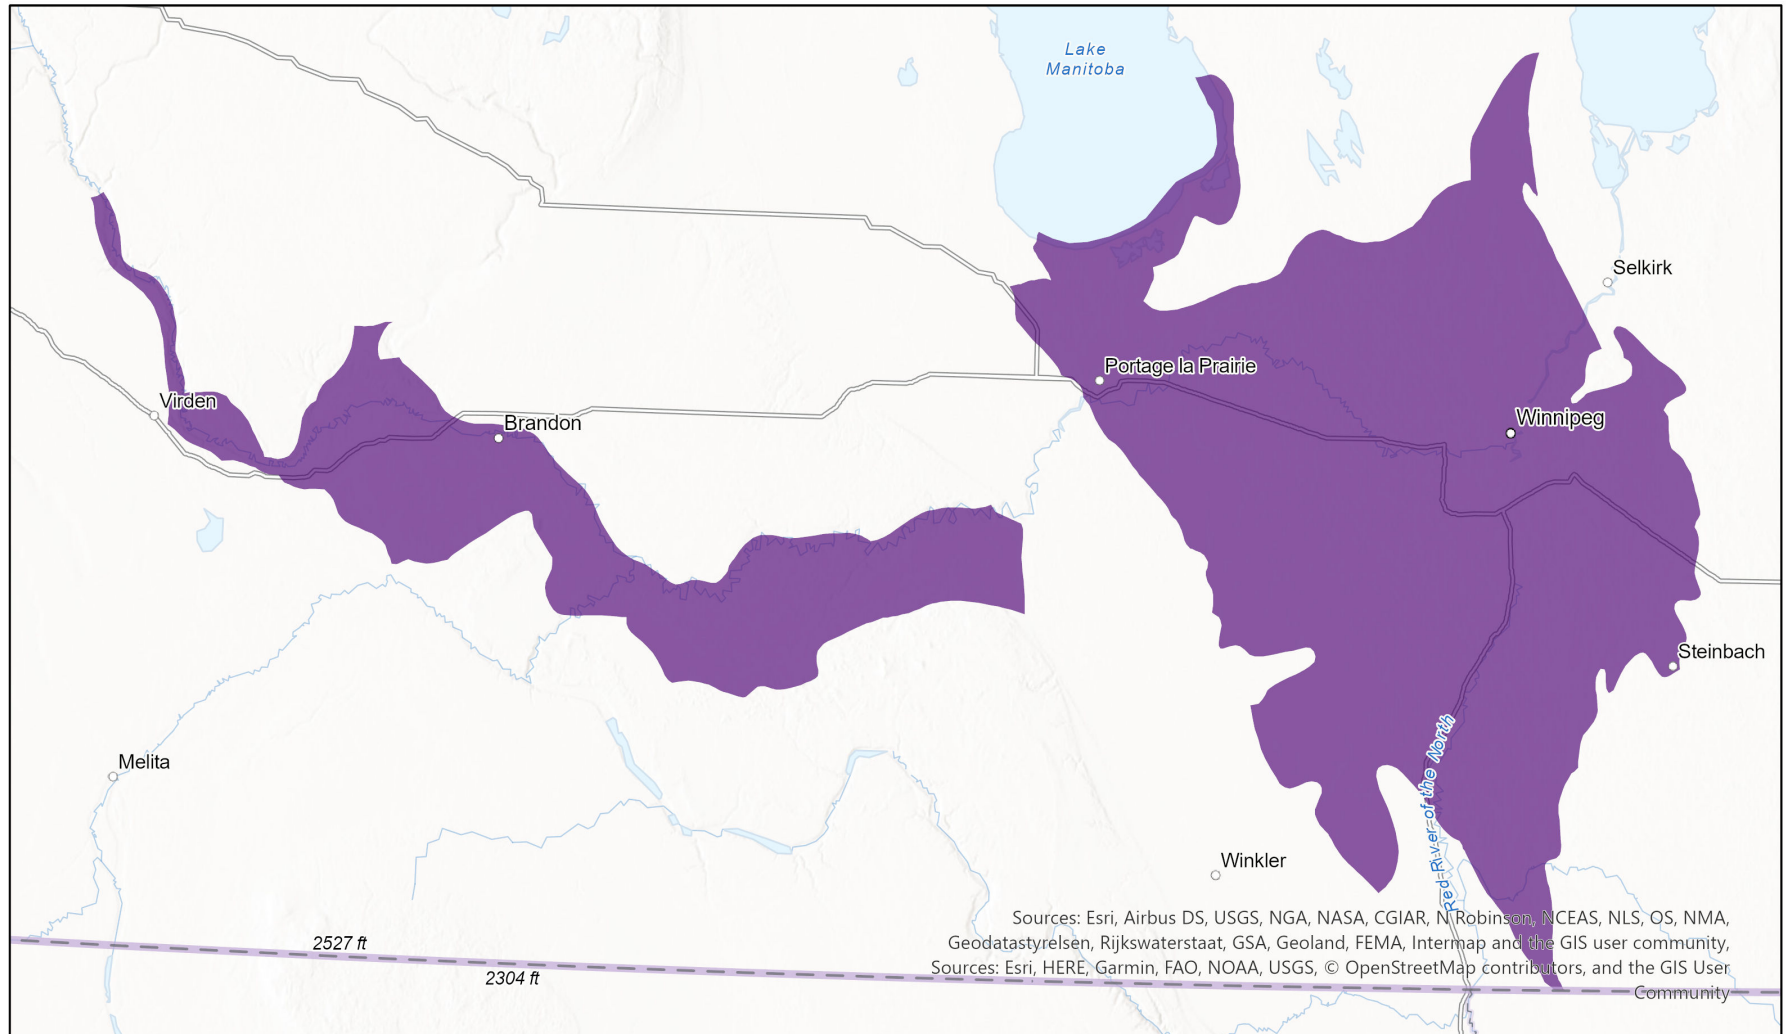 Lake
Manitoba
Selkirk
Portage la Prairie
Virden
Winnipeg
Brandon
Steinbach
Melita
Red River of the North
Winkler
Sources: Esri, Airbus DS, USGS, NGA, NASA, CGIAR, N Robinson, NCEAS, NLS, OS, NMA,
Geodatastyrelsen, Rijkswaterstaat, GSA, Geoland, FEMA, Intermap and the GIS user community,
Sources: Esri, HERE, Garmin, FAO, NOAA, USGS, © OpenStreetMap contributors, and the GIS User
Community
2527 ft
2304 ft